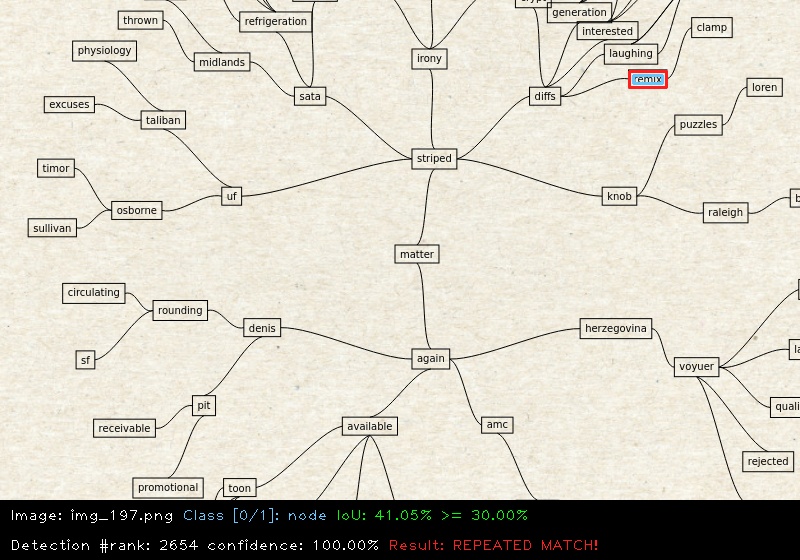 generation
refrigeration
thrown
interested
clamp
physiology
irony
laughing
midlands
remix
loren
sata
diffs
excuses
taliban
puzzles
striped
timor
uf
knob
osborne
raleigh
sullivan
matter
circulating
rounding
denis
herzegovina
sf
again
voyuer
pit
receivable
available
amc
rejected
promotional
toon
Image: img_197.png Class [0/1]: node IoU: 41.05% >= 30.00%
Detection #rank: 2654 confidence: 100.00% Result: REPEATED MATCH!